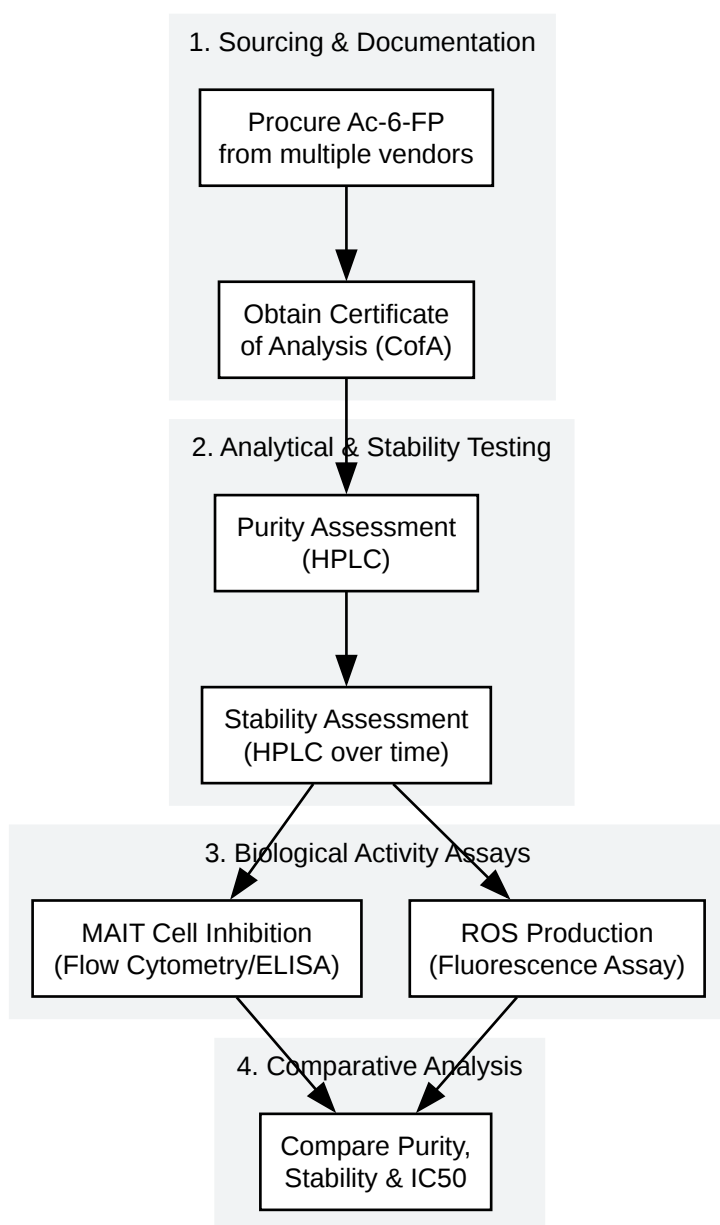 1. Sourcing & Documentation
Procure Ac-6-FP
from multiple vendors
Obtain Certificate
of Analysis (CofA)
2. Analytical & Stability Testing
Purity Assessment
(HPLC)
Stability Assessment
(HPLC over time)
3. Biological Activity Assays
MAIT Cell Inhibition
(Flow Cytometry/ELISA)
ROS Production
(Fluorescence Assay)
4. Comparative Analysis
Compare Purity,
Stability & IC50